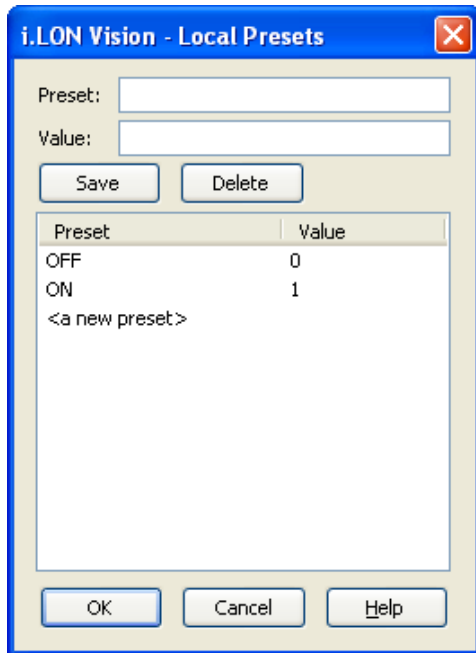 i.LON Vision - Local Presets
Preset:
Value:
Save Delete
Preset Value
OFF 0
ON 1
<a new preset>
OK Cancel Help